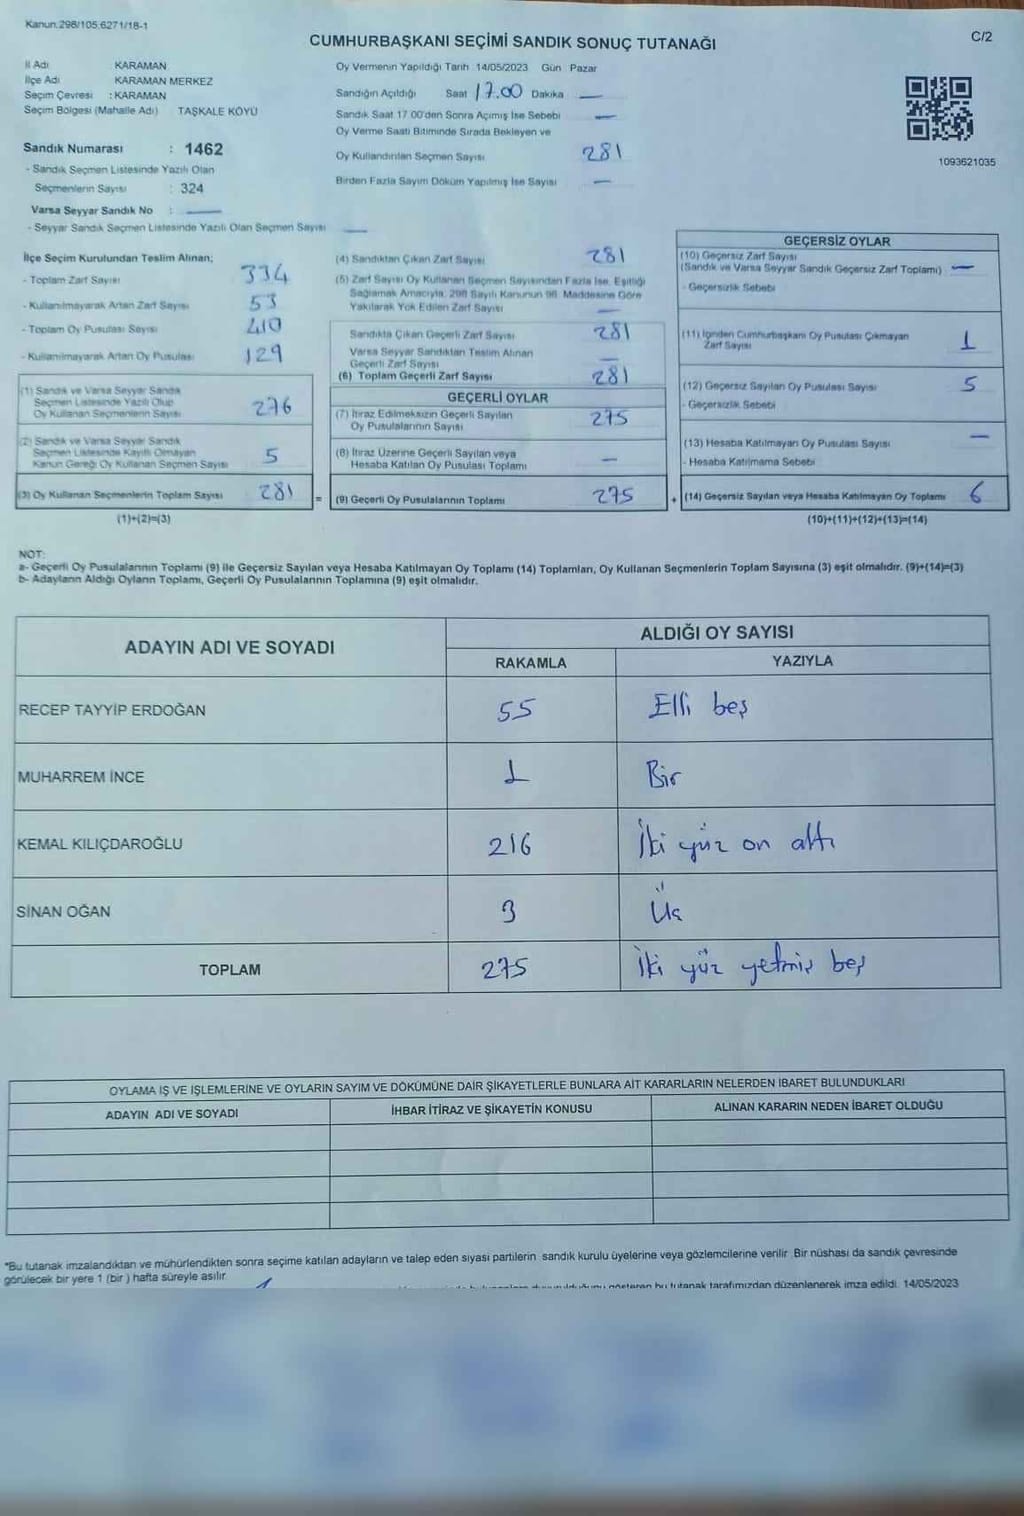 Kanun.298/105,6271/18-1
C/2
CUMHURBAŞKANI SEÇİMİ SANDIK SONUÇ TUTANAĞI
İl Adı KARAMAN
İlçe Adı KARAMAN MERKEZ
Seçim Çevresi : KARAMAN
Seçim Bölgesi (Mahalle Adı) TAŞKALE KÖYÜ
Sandık Numarası : 1462
- Sandık Seçmen Listesinde Yazılı Olan
Seçmenlerin Sayısı : 324
Varsa Seyyar Sandık No :
- Seyyar Sandık Seçmen Listesinde Yazılı Olan Seçmen Sayısı
Oy Vermenin Yapıldığı Tarih 14/05/2023 Gün Pazar
Sandığın Açıldığı Saat 17.00 Dakika —
Sandık Saat 17.00'den Sonra Açımış İse Sebebi —
Oy Verme Saati Bitiminde Sırada Bekleyen ve
Oy Kullandırılan Seçmen Sayısı 281
Birden Fazla Sayım Döküm Yapılmış İse Sayısı —
1093621035
İlçe Seçim Kurulundan Teslim Alınan;
- Toplam Zarf Sayısı 334
- Kullanılmayarak Artan Zarf Sayısı 53
- Toplam Oy Pusulası Sayısı 410
- Kullanılmayarak Artan Oy Pusulası 129
(1) Sandık ve Varsa Seyyar Sandık
Seçmen Listesinde Yazılı Olup
Oy Kullanan Seçmenlerin Sayısı 276
(2) Sandık ve Varsa Seyyar Sandık
Seçmen Listesinde Kayıtlı Olmayan
Kanun Gereği Oy Kullanan Seçmen Sayısı 5
(3) Oy Kullanan Seçmenlerin Toplam Sayısı 281
(1)+(2)=(3)
(4) Sandıktan Çıkan Zarf Sayısı 281
(5) Zarf Sayısı Oy Kullanan Seçmen Sayısından Fazla İse, Eşitliği
Sağlamak Amacıyla, 298 Sayılı Kanunun 98. Maddesine Göre
Yakılarak Yok Edilen Zarf Sayısı —
Sandıkta Çıkan Geçerli Zarf Sayısı 281
Varsa Seyyar Sandıktan Teslim Alınan
Geçerli Zarf Sayısı —
(6) Toplam Geçerli Zarf Sayısı 281
GEÇERLİ OYLAR
(7) İtiraz Edilmeksizin Geçerli Sayılan
Oy Pusulalarının Sayısı 275
(8) İtiraz Üzerine Geçerli Sayılan veya
Hesaba Katılan Oy Pusulası Toplamı —
= (9) Geçerli Oy Pusulalarının Toplamı 275
GEÇERSİZ OYLAR
(10) Geçersiz Zarf Sayısı
(Sandık ve Varsa Seyyar Sandık Geçersiz Zarf Toplamı) —
- Geçersizlik Sebebi
(11) İçinden Cumhurbaşkanı Oy Pusulası Çıkmayan
Zarf Sayısı 1
(12) Geçersiz Sayılan Oy Pusulası Sayısı 5
- Geçersizlik Sebebi
(13) Hesaba Katılmayan Oy Pusulası Sayısı —
- Hesaba Katılmama Sebebi
+ (14) Geçersiz Sayılan veya Hesaba Katılmayan Oy Toplamı 6
(10)+(11)+(12)+(13)=(14)
NOT:
a- Geçerli Oy Pusulalarının Toplamı (9) ile Geçersiz Sayılan veya Hesaba Katılmayan Oy Toplamı (14) Toplamları, Oy Kullanan Seçmenlerin Toplam Sayısına (3) eşit olmalıdır. (9)+(14)=(3)
b- Adayların Aldığı Oyların Toplamı, Geçerli Oy Pusulalarının Toplamına (9) eşit olmalıdır.
ADAYIN ADI VE SOYADI ALDIĞI OY SAYISI
RAKAMLA YAZIYLA
RECEP TAYYİP ERDOĞAN 55 Elli beş
MUHARREM İNCE 1 Bir
KEMAL KILIÇDAROĞLU 216 İki yüz on altı
SİNAN OĞAN 3 Üç
TOPLAM 275 İki yüz yetmiş beş
OYLAMA İŞ VE İŞLEMLERİNE VE OYLARIN SAYIM VE DÖKÜMÜNE DAİR ŞİKAYETLERLE BUNLARA AİT KARARLARIN NELERDEN İBARET BULUNDUKLARI
ADAYIN ADI VE SOYADI İHBAR İTİRAZ VE ŞİKAYETİN KONUSU ALINAN KARARIN NEDEN İBARET OLDUĞU
*Bu tutanak imzalandıktan ve mühürlendikten sonra seçime katılan adayların ve talep eden siyasi partilerin sandık kurulu üyelerine veya gözlemcilerine verilir. Bir nüshası da sandık çevresinde
görülecek bir yere 1 (bir ) hafta süreyle asılır.
gösteren bu tutanak tarafımızdan düzenlenerek imza edildi. 14/05/2023